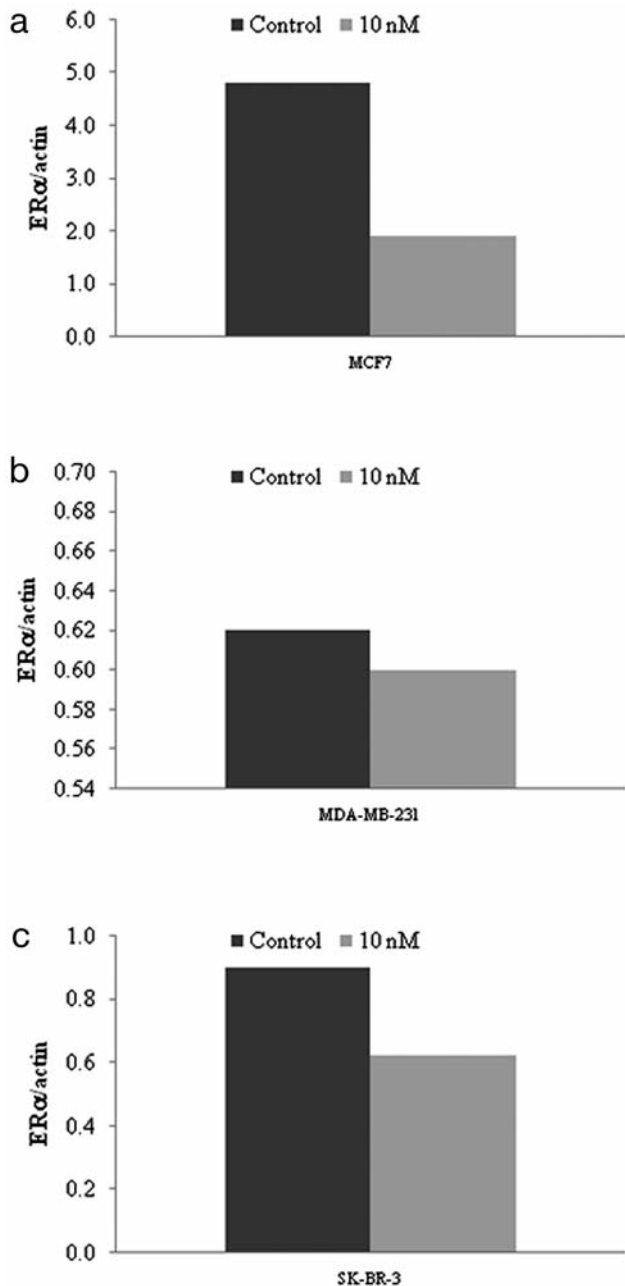 a
Control 10 nM
6.0
5.0
4.0
3.0
2.0
1.0
0.0
ERα/actin
MCF7
b
Control 10 nM
0.70
0.68
0.66
0.64
0.62
0.60
0.58
0.56
0.54
ERα/actin
MDA-MB-231
c
Control 10 nM
1.0
0.8
0.6
0.4
0.2
0.0
ERα/actin
SK-BR-3